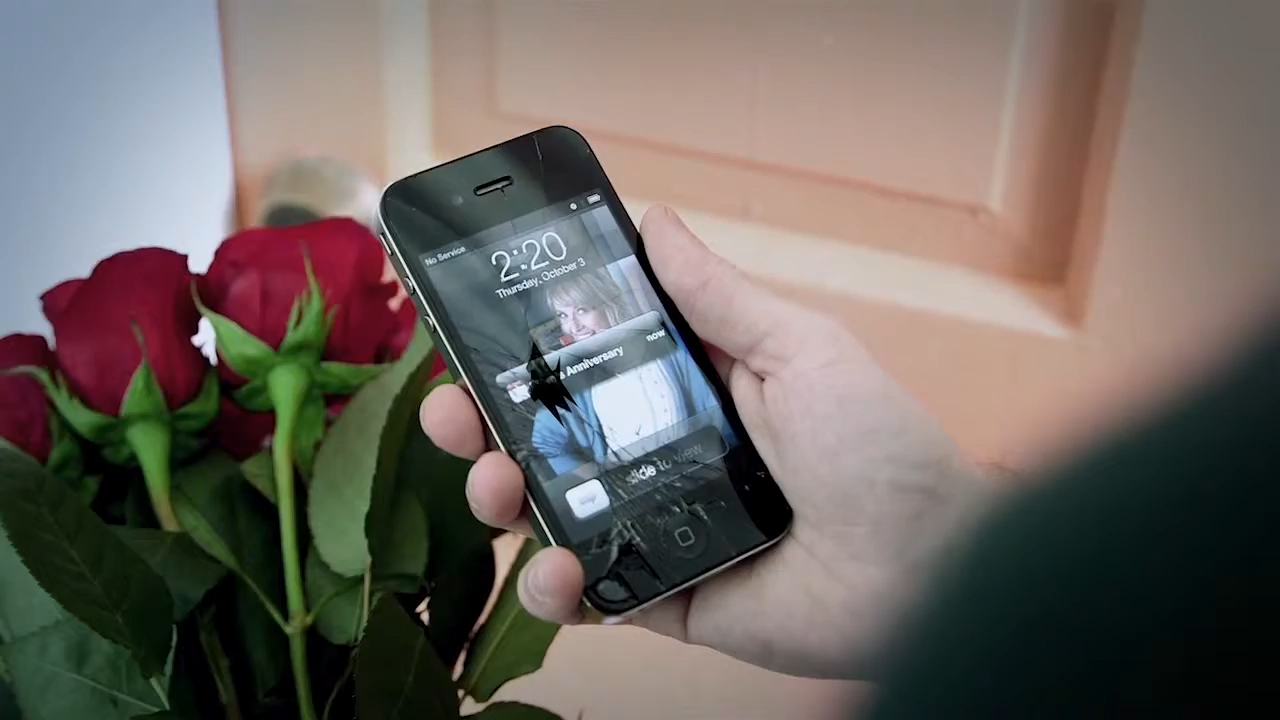 No Service
2:20
Thursday, October 3
now
Anniversary
slide to view